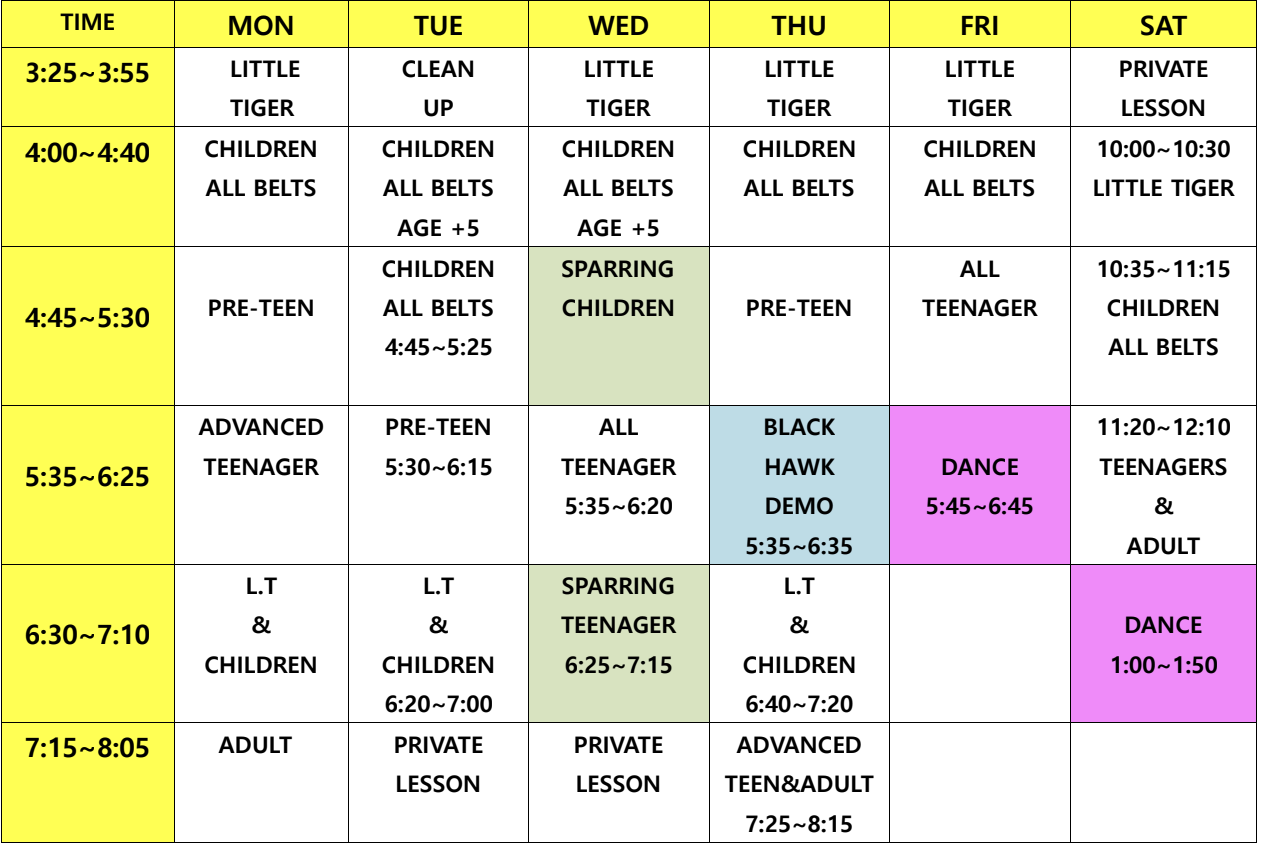 TIME MON TUE WED THU FRI SAT
3:25~3:55
LITTLE
TIGER
CLEAN
UP
LITTLE
TIGER
LITTLE
TIGER
LITTLE
TIGER
PRIVATE
LESSON
4:00~4:40
CHILDREN
ALL BELTS
CHILDREN
ALL BELTS
AGE +5
CHILDREN
ALL BELTS
AGE +5
CHILDREN
ALL BELTS
CHILDREN
ALL BELTS
10:00~10:30
LITTLE TIGER
4:45~5:30
PRE-TEEN
CHILDREN
ALL BELTS
4:45~5:25
SPARRING
CHILDREN
PRE-TEEN
ALL
TEENAGER
10:35~11:15
CHILDREN
ALL BELTS
5:35~6:25
ADVANCED
TEENAGER
PRE-TEEN
5:30~6:15
ALL
TEENAGER
5:35~6:20
BLACK
HAWK
DEMO
5:35~6:35
DANCE
5:45~6:45
11:20~12:10
TEENAGERS
&
ADULT
6:30~7:10
L.T
&
CHILDREN
L.T
&
CHILDREN
6:20~7:00
SPARRING
TEENAGER
6:25~7:15
L.T
&
CHILDREN
6:40~7:20
DANCE
1:00~1:50
7:15~8:05
ADULT
PRIVATE
LESSON
PRIVATE
LESSON
ADVANCED
TEEN&ADULT
7:25~8:15